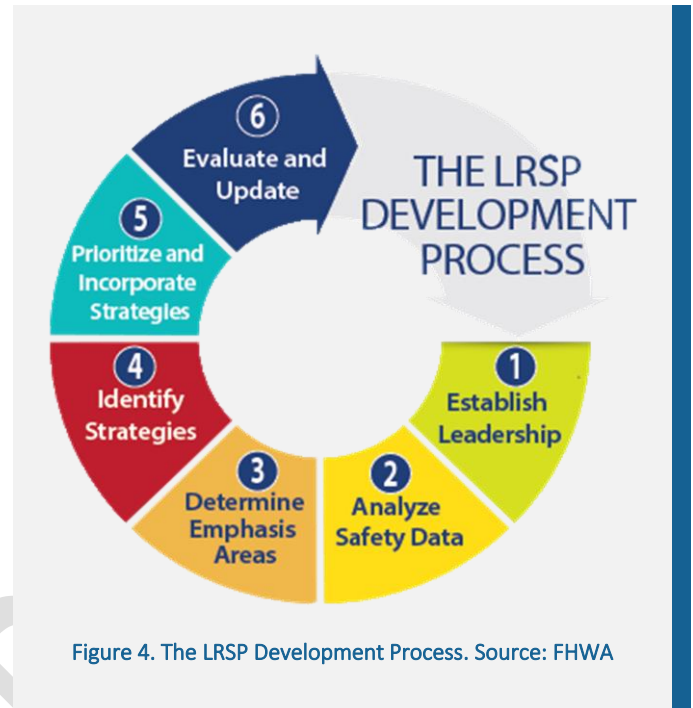 THE LRSP
DEVELOPMENT
PROCESS
1
Establish
Leadership
2
Analyze
Safety Data
3
Determine
Emphasis
Areas
4
Identify
Strategies
5
Prioritize and
Incorporate
Strategies
6
Evaluate and
Update
Figure 4. The LRSP Development Process. Source: FHWA